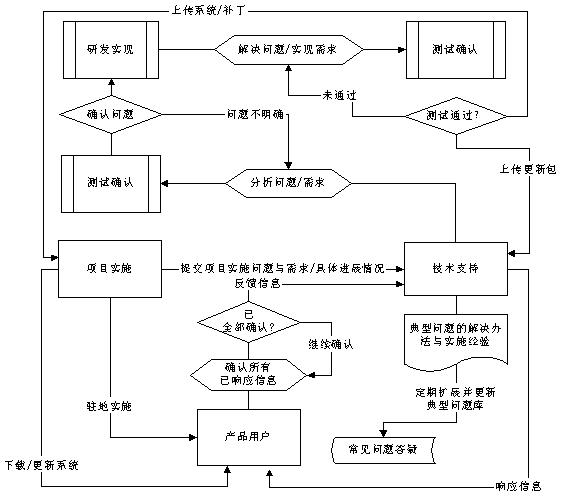 上传系统/补丁
研发实现
解决问题/实现需求
测试确认
未通过
确认问题
问题不明确
测试通过?
上传更新包
测试确认
分析问题/需求
项目实施
提交项目实施问题与需求/具体进展情况
技术支持
反馈信息
已
全部确认?
继续确认
典型问题的解决办
法与实施经验
确认所有
已响应信息
定期扩展并更新
典型问题库
驻地实施
产品用户
常见问题答疑
下载/更新系统
响应信息